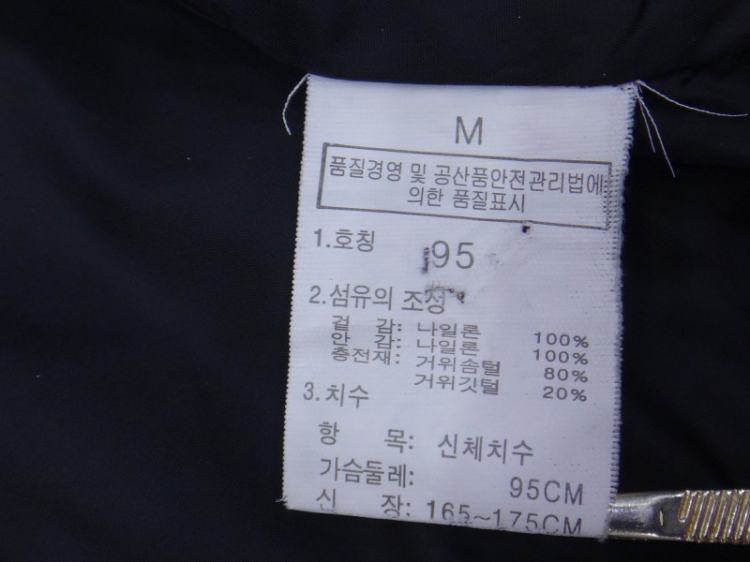 M
품질경영 및 공산품안전관리법에
의한 품질표시
1.호칭 95
2.섬유의 조성
겉 감: 나일론 100%
안 감: 나일론 100%
충전재: 거위솜털 80%
거위깃털 20%
3.치수
항 목: 신체치수
가슴둘레: 95CM
신 장: 165~175CM